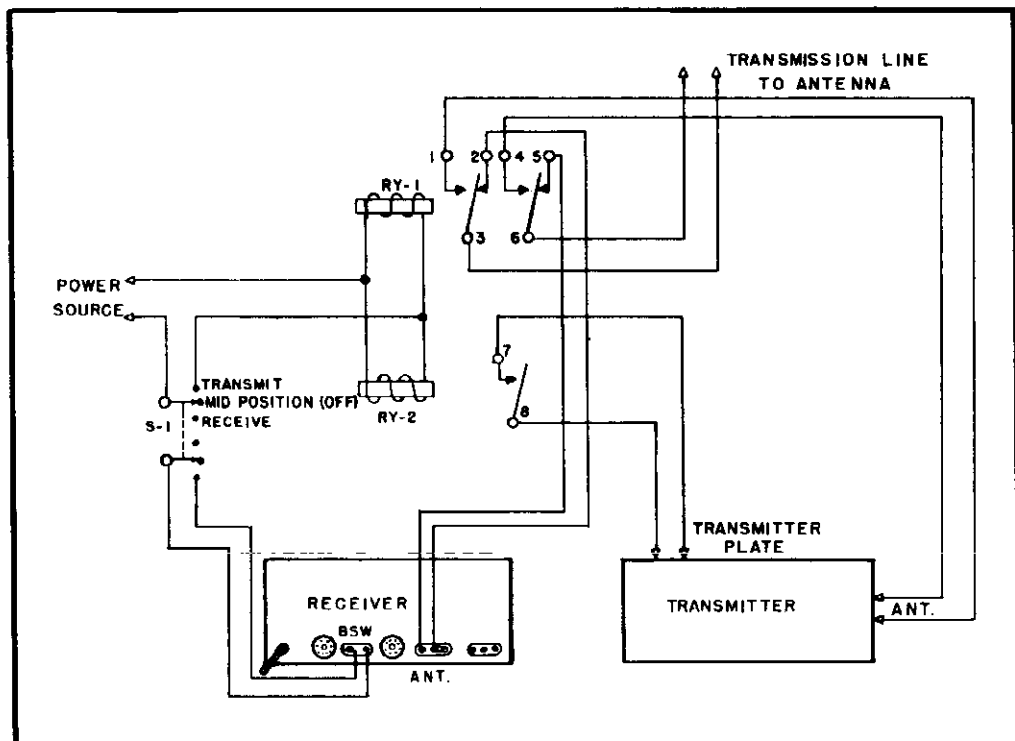 TRANSMISSION LINE
TO ANTENNA
1 2 4 5
RY-1
3 6
POWER
SOURCE
7
TRANSMIT
MID POSITION (OFF)
S-1 RECEIVE
RY-2
8
TRANSMITTER
PLATE
RECEIVER
TRANSMITTER
ANT.
BSW
ANT.